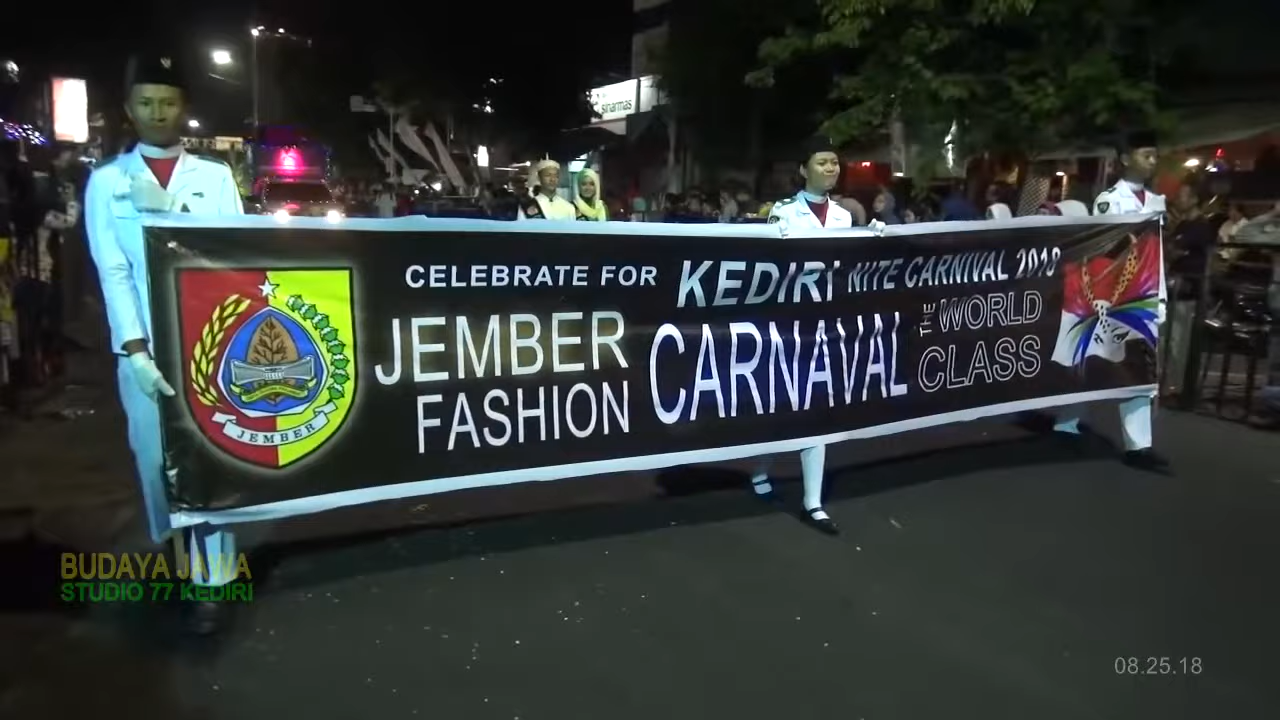 sinarmas
CELEBRATE FOR KEDIRI NITE CARNIVAL 2018
JEMBER FASHION CARNAVAL THE WORLD CLASS
JEMBER
BUDAYA JAWA
STUDIO 77 KEDIRI
08.25.18